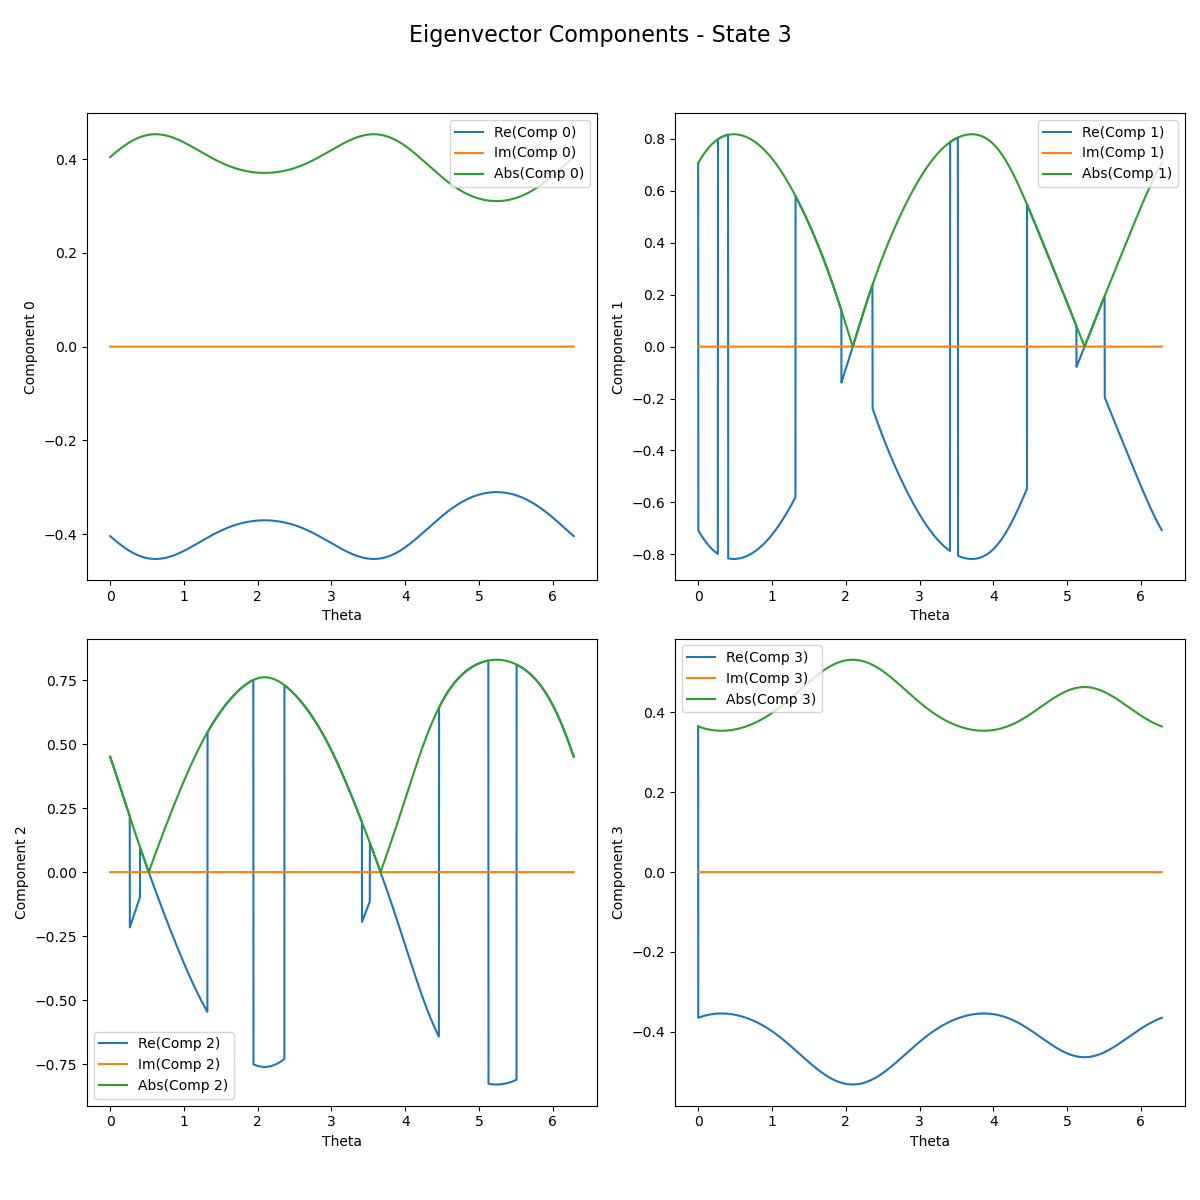 Eigenvector Components - State 3
Re(Comp 0)
Im(Comp 0)
Abs(Comp 0)
0.4
0.2
0.0
−0.2
−0.4
Component 0
0 1 2 3 4 5 6
Theta
Re(Comp 1)
Im(Comp 1)
Abs(Comp 1)
0.8
0.6
0.4
0.2
0.0
−0.2
−0.4
−0.6
−0.8
Component 1
0 1 2 3 4 5 6
Theta
0.75
0.50
0.25
0.00
−0.25
−0.50
−0.75
Component 2
Re(Comp 2)
Im(Comp 2)
Abs(Comp 2)
0 1 2 3 4 5 6
Theta
Re(Comp 3)
Im(Comp 3)
Abs(Comp 3)
0.4
0.2
0.0
−0.2
−0.4
Component 3
0 1 2 3 4 5 6
Theta